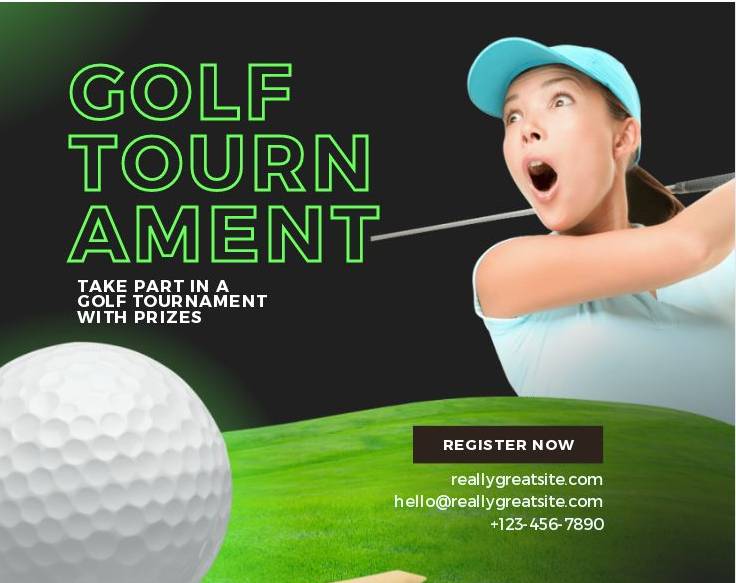 GOLF
TOURN
AMENT
TAKE PART IN A
GOLF TOURNAMENT
WITH PRIZES
REGISTER NOW
reallygreatsite.com
hello@reallygreatsite.com
+123-456-7890